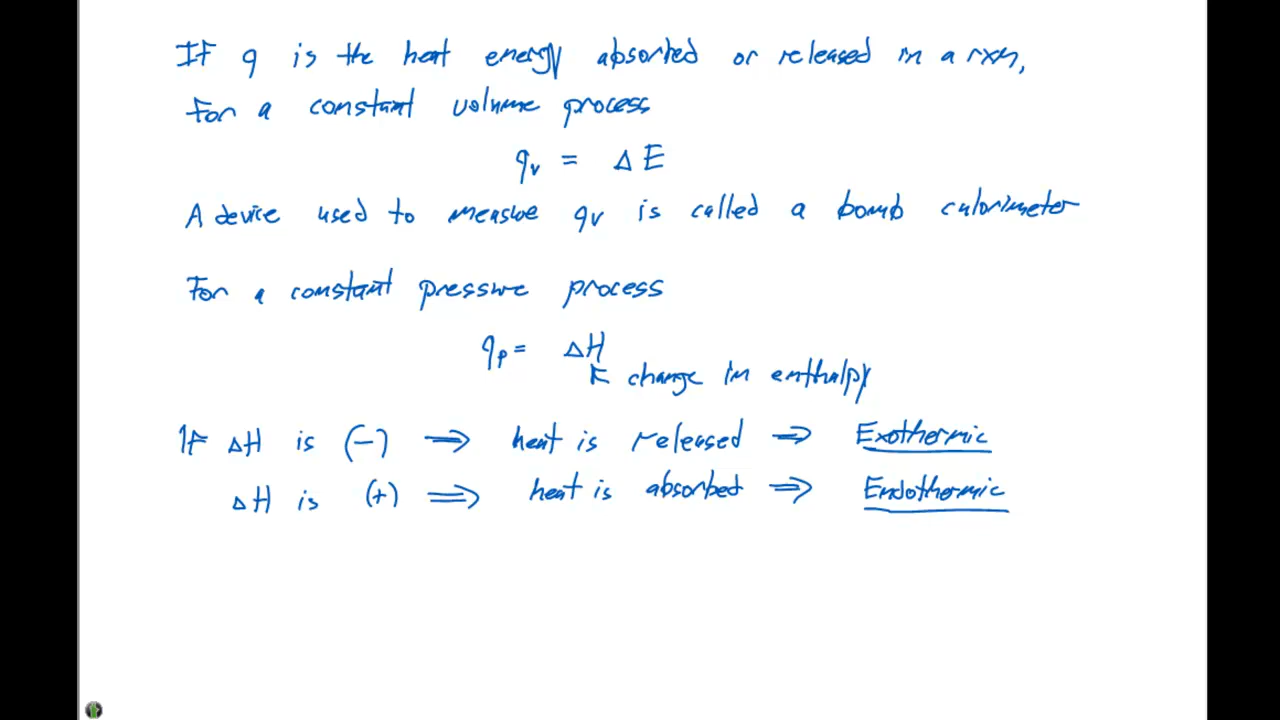 If q is the heat energy absorbed or released in a rxn,
For a constant volume process
qᵥ = ΔE
A device used to measure qᵥ is called a bomb calorimeter
For a constant pressure process
qₚ = ΔH
↖ change in enthalpy
If ΔH is (-) ⇒ heat is released ⇒ Exothermic
ΔH is (+) ⇒ heat is absorbed ⇒ Endothermic